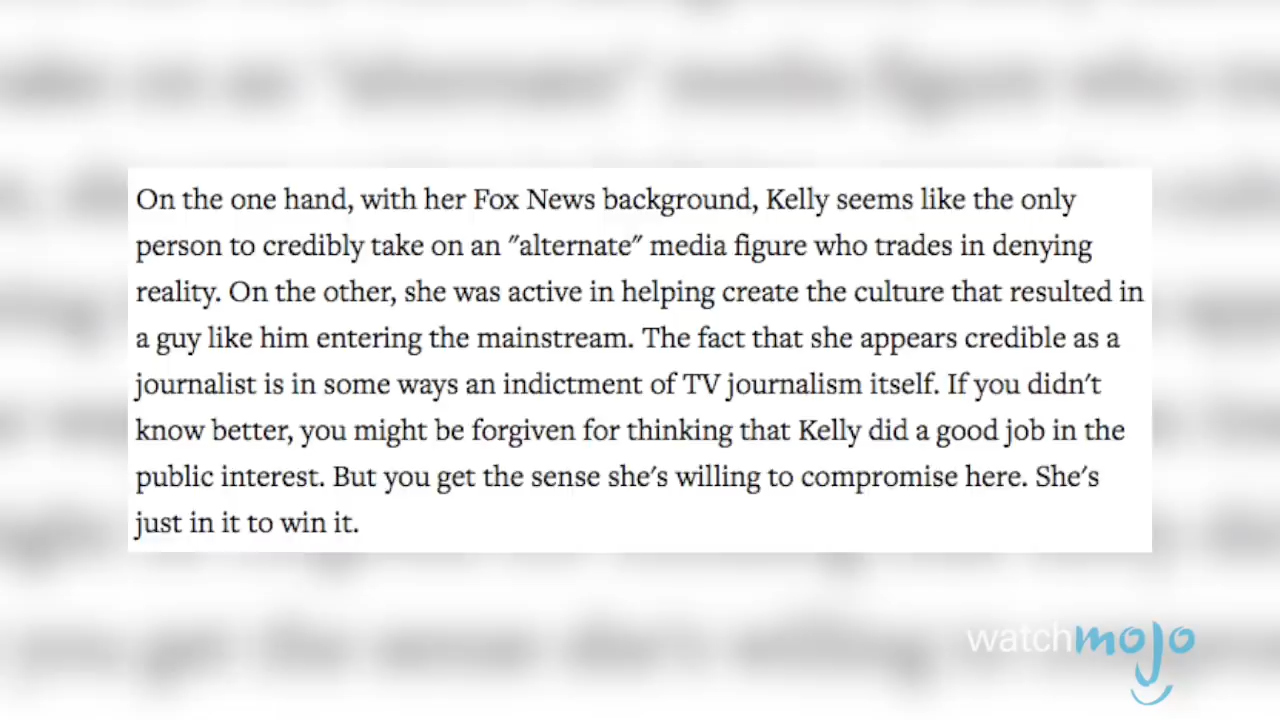 On the one hand, with her Fox News background, Kelly seems like the only
person to credibly take on an "alternate" media figure who trades in denying
reality. On the other, she was active in helping create the culture that resulted in
a guy like him entering the mainstream. The fact that she appears credible as a
journalist is in some ways an indictment of TV journalism itself. If you didn't
know better, you might be forgiven for thinking that Kelly did a good job in the
public interest. But you get the sense she's willing to compromise here. She's
just in it to win it.
watchmojo